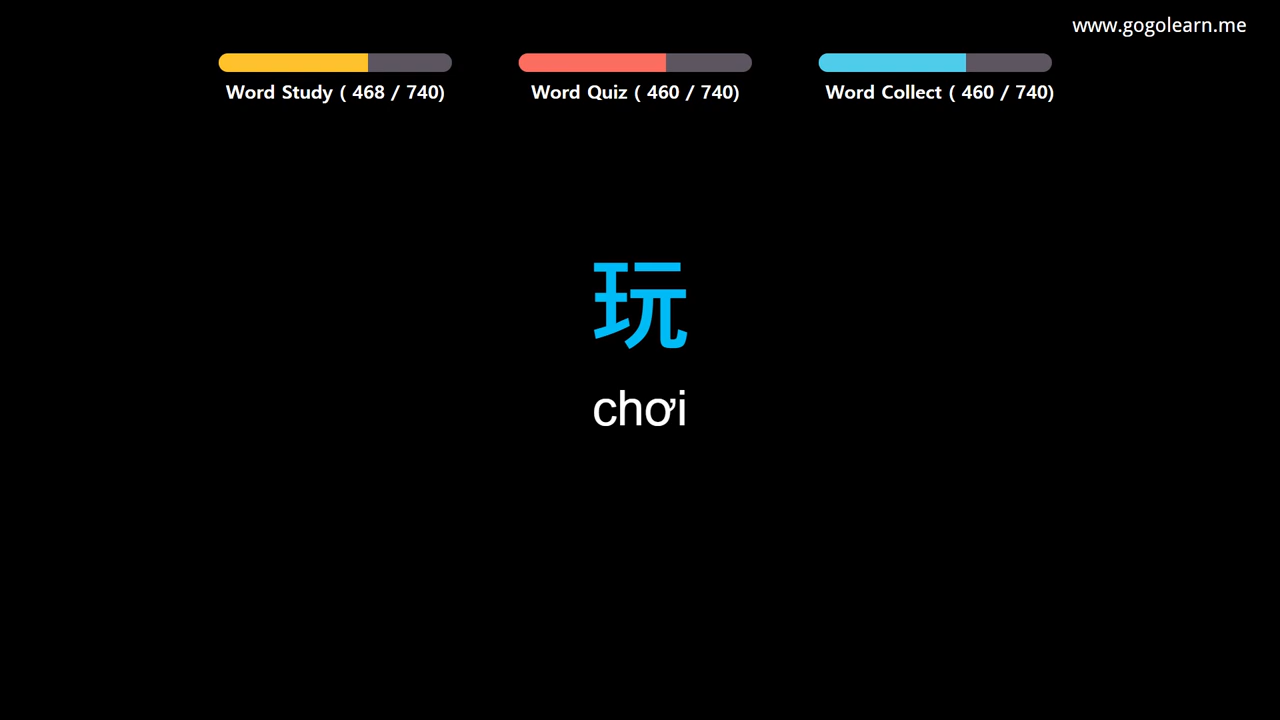 www.gogolearn.me
Word Study ( 468 / 740)
Word Quiz ( 460 / 740)
Word Collect ( 460 / 740)
玩
chơi